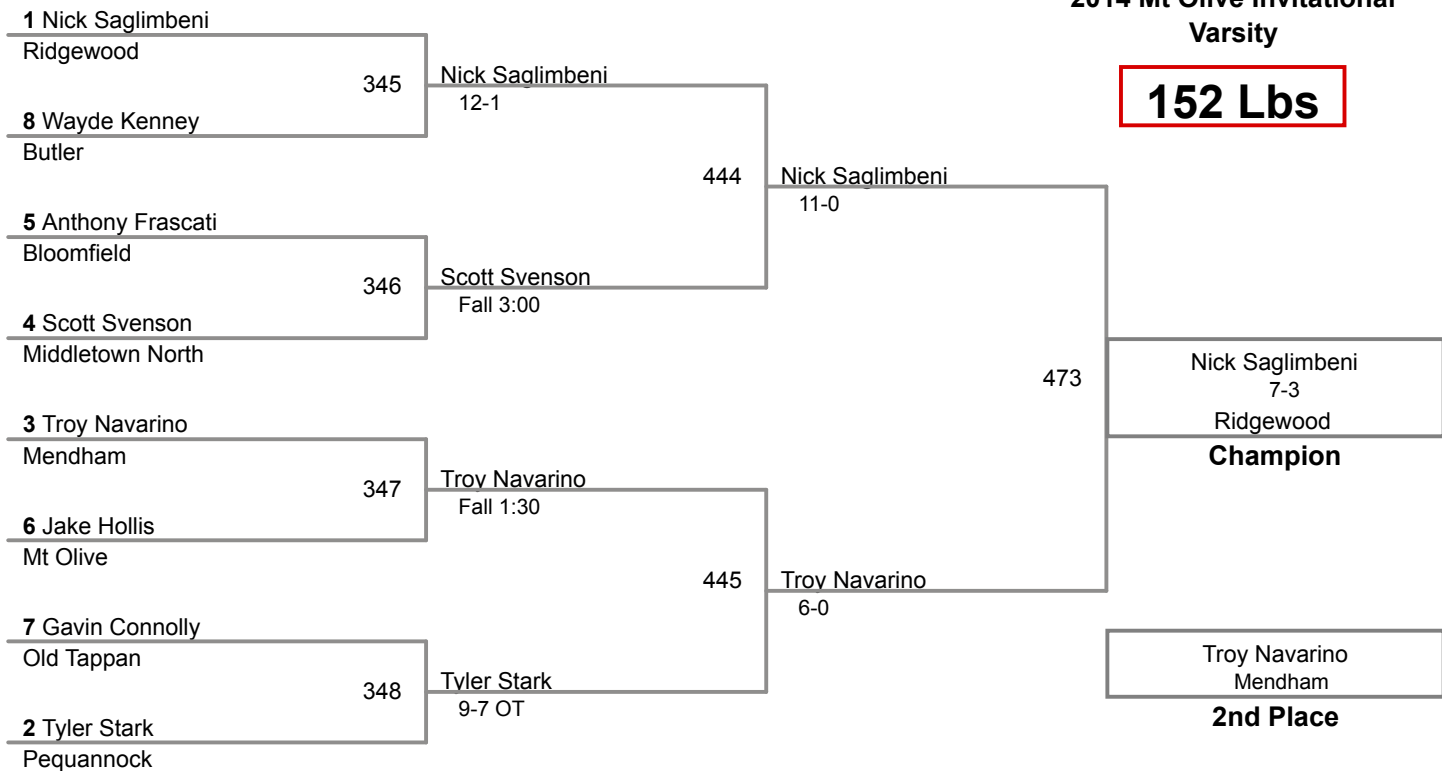 2014 Mt Olive Invitational
Varsity
152 Lbs
1 Nick Saglimbeni
Ridgewood
345
8 Wayde Kenney
Butler
Nick Saglimbeni
12-1
444
5 Anthony Frascati
Bloomfield
346
4 Scott Svenson
Middletown North
Scott Svenson
Fall 3:00
Nick Saglimbeni
11-0
473
3 Troy Navarino
Mendham
347
6 Jake Hollis
Mt Olive
Troy Navarino
Fall 1:30
445
7 Gavin Connolly
Old Tappan
348
2 Tyler Stark
Pequannock
Tyler Stark
9-7 OT
Troy Navarino
6-0
Nick Saglimbeni
7-3
Ridgewood
Champion
Troy Navarino
Mendham
2nd Place